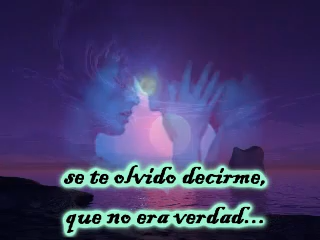 se te olvido decirme,
que no era verdad...